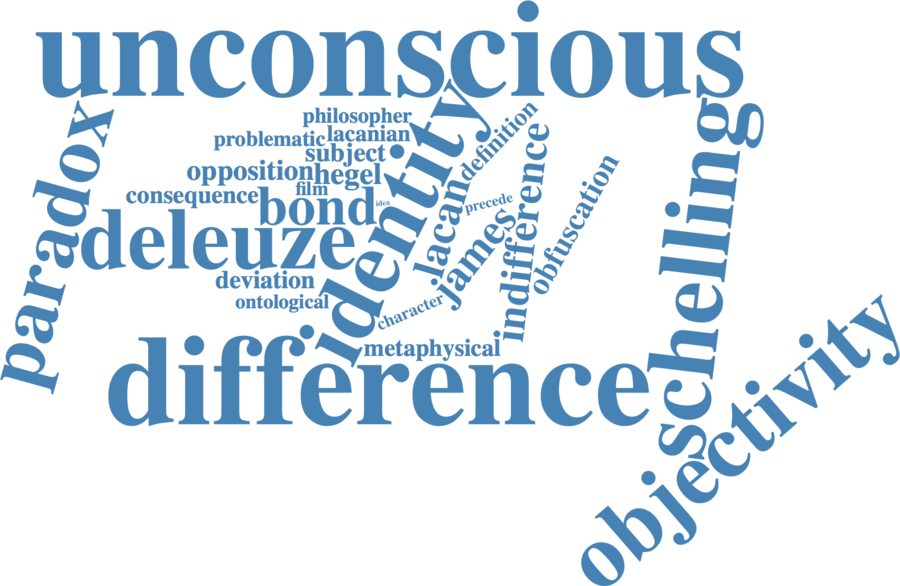 unconscious
paradox
philosopher
problematic
lacanian
subject
opposition
hegel
film
consequence
bond
idea
deleuze
deviation
ontological
identity
definition
lacan
precede
james
indifference
obfuscation
character
metaphysical
difference
schelling
objectivity